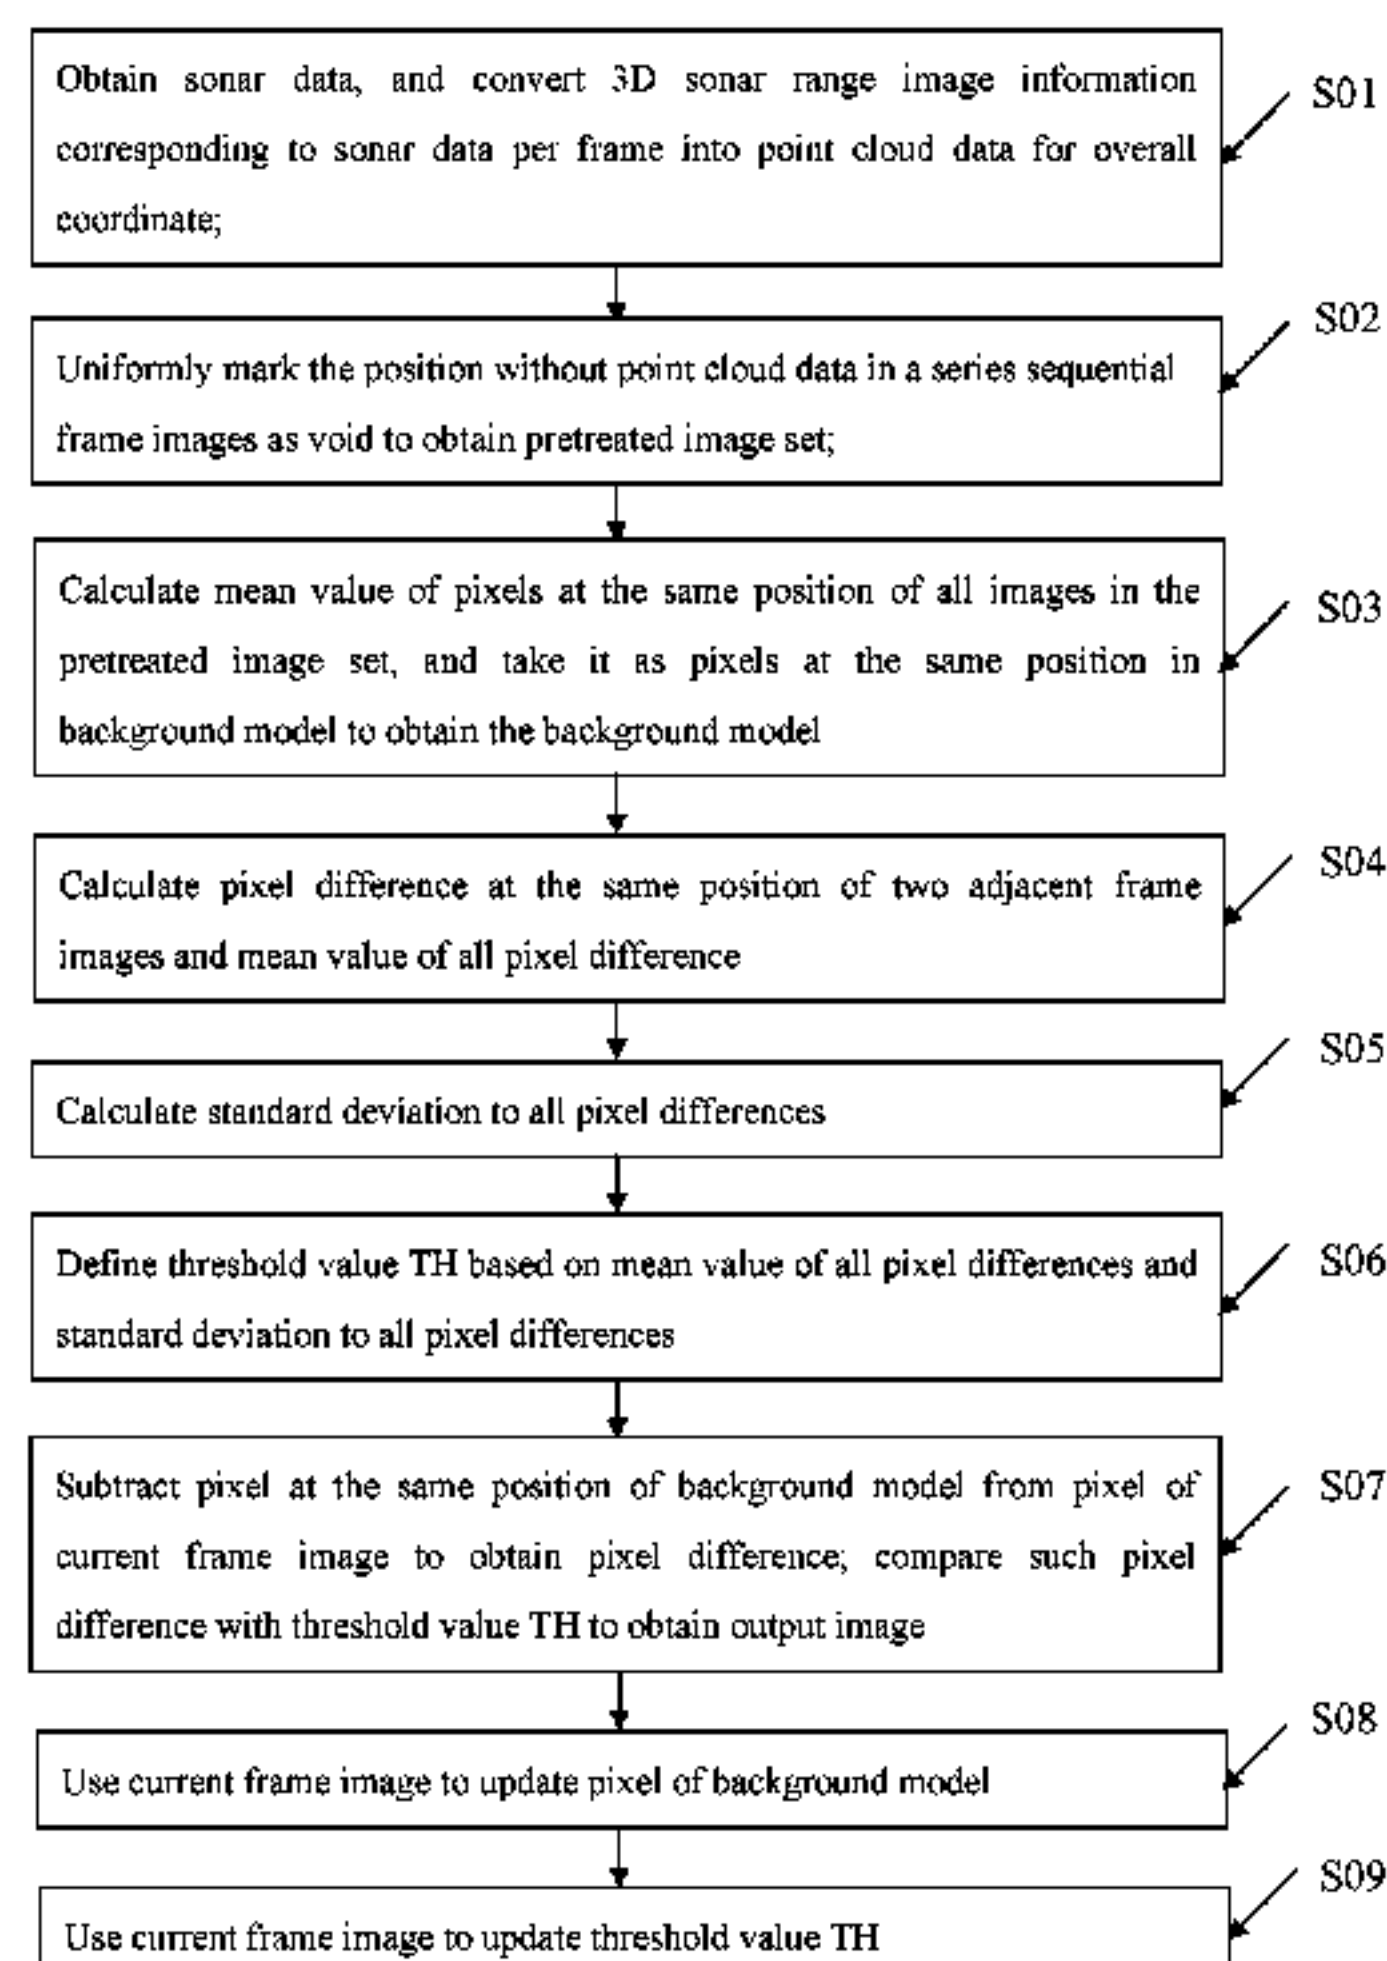 Obtain sonar data, and convert 3D sonar range image information
corresponding to sonar data per frame into point cloud data for overall
coordinate;
S01
Uniformly mark the position without point cloud data in a series sequential
frame images as void to obtain pretreated image set;
S02
Calculate mean value of pixels at the same position of all images in the
pretreated image set, and take it as pixels at the same position in
background model to obtain the background model
S03
Calculate pixel difference at the same position of two adjacent frame
images and mean value of all pixel difference
S04
Calculate standard deviation to all pixel differences
S05
Define threshold value TH based on mean value of all pixel differences and
standard deviation to all pixel differences
S06
Subtract pixel at the same position of background model from pixel of
current frame image to obtain pixel difference; compare such pixel
difference with threshold value TH to obtain output image
S07
Use current frame image to update pixel of background model
S08
Use current frame image to update threshold value TH
S09